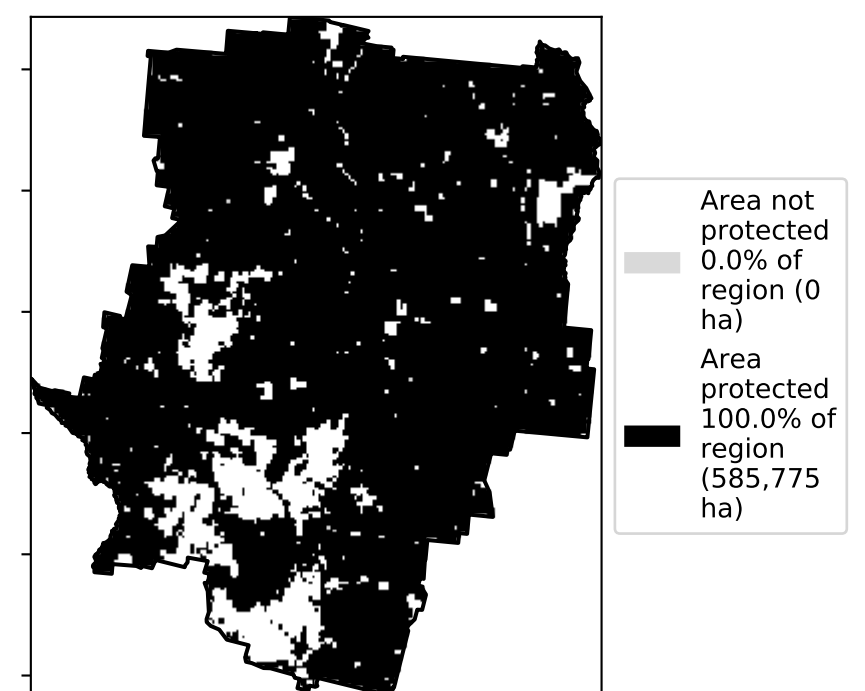 Area not
protected
0.0% of
region (0
ha)
Area
protected
100.0% of
region
(585,775
ha)